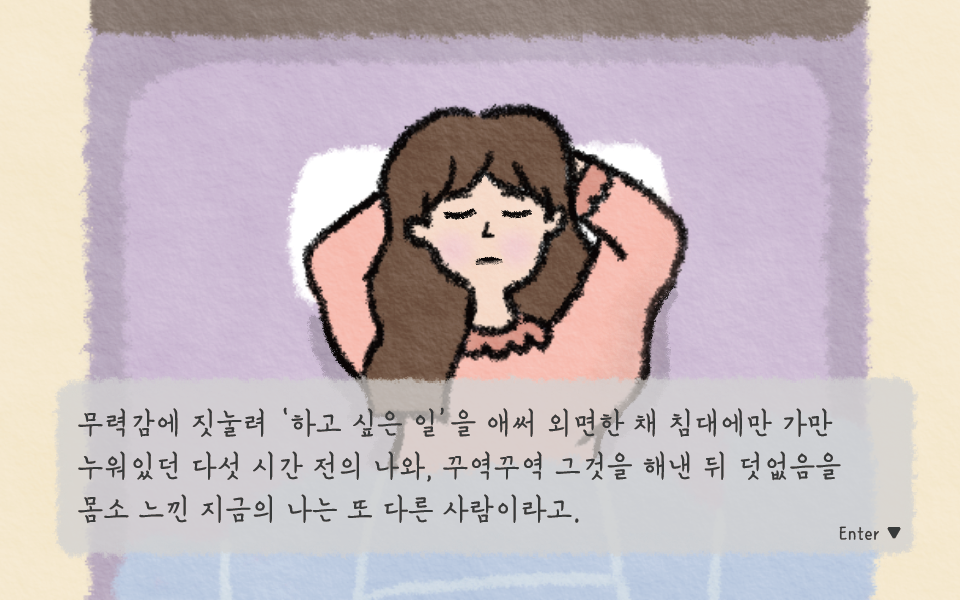 무력감에 짓눌려 ‘하고 싶은 일’을 애써 외면한 채 침대에만 가만
누워있던 다섯 시간 전의 나와, 꾸역꾸역 그것을 해낸 뒤 덧없음을
몸소 느낀 지금의 나는 또 다른 사람이라고.
Enter ▼